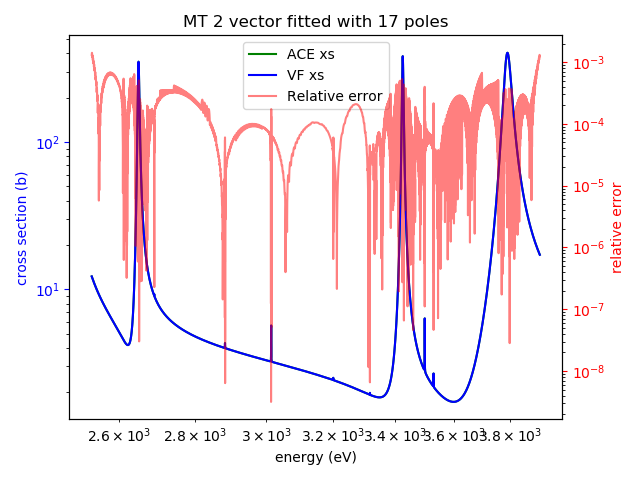 MT 2 vector fitted with 17 poles
ACE xs
VF xs
Relative error
cross section (b)
10²
10¹
relative error
10⁻³
10⁻⁴
10⁻⁵
10⁻⁶
10⁻⁷
10⁻⁸
2.6 × 10³ 2.8 × 10³ 3 × 10³ 3.2 × 10³ 3.4 × 10³ 3.6 × 10³ 3.8 × 10³
energy (eV)